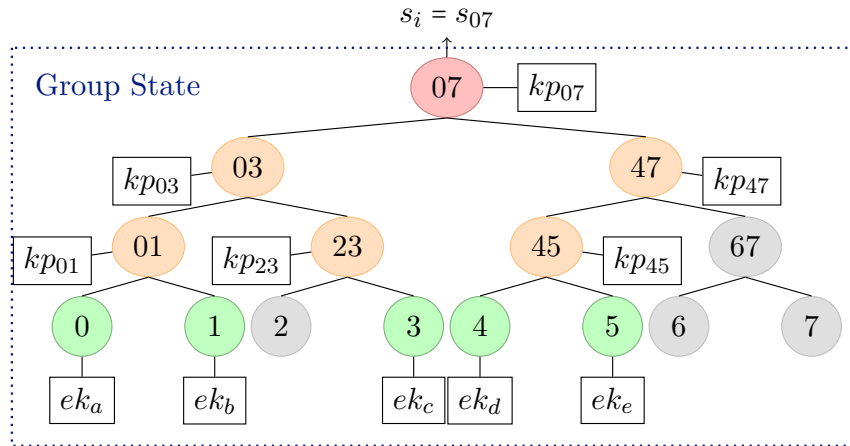 s_i = s_07
Group State
07 kp_07
kp_03 03 47 kp_47
kp_01 01 kp_23 23 45 kp_45 67
0 1 2 3 4 5 6 7
ek_a ek_b ek_c ek_d ek_e